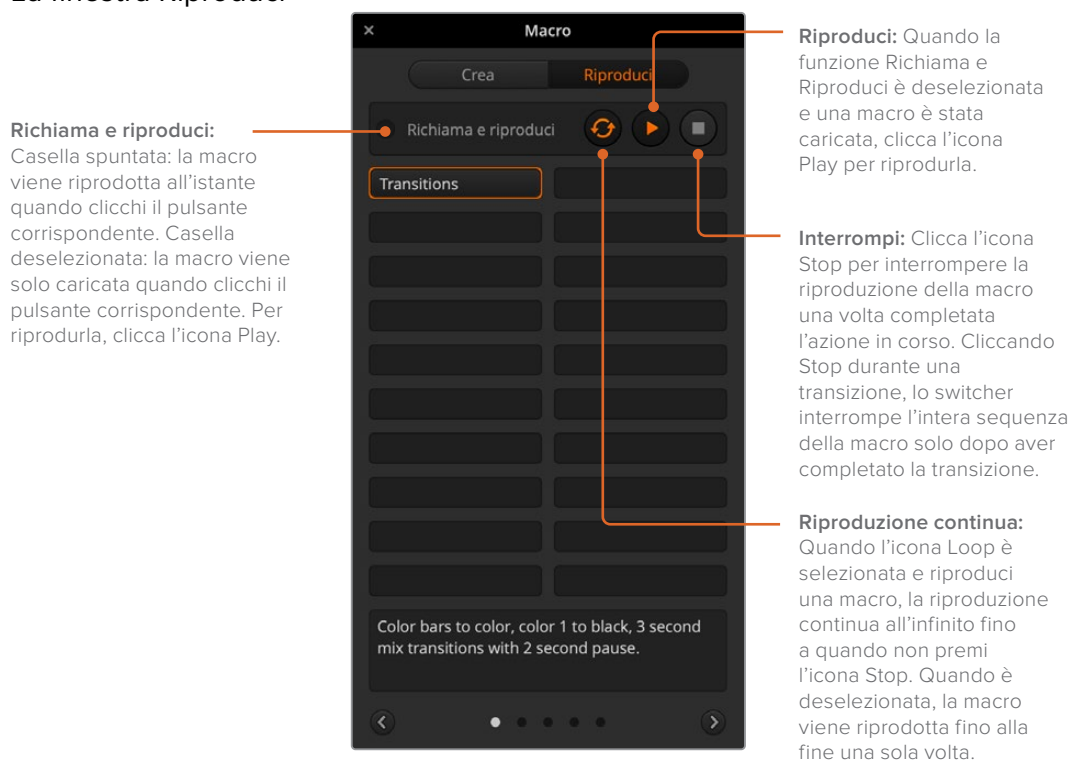 La finestra Riproduci
Macro
Crea
Riproduci
Richiama e riproduci
Transitions
Color bars to color, color 1 to black, 3 second
mix transitions with 2 second pause.
Richiama e riproduci:
Casella spuntata: la macro
viene riprodotta all’istante
quando clicchi il pulsante
corrispondente. Casella
deselezionata: la macro viene
solo caricata quando clicchi il
pulsante corrispondente. Per
riprodurla, clicca l’icona Play.
Riproduci: Quando la
funzione Richiama e
Riproduci è deselezionata
e una macro è stata
caricata, clicca l’icona
Play per riprodurla.
Interrompi: Clicca l’icona
Stop per interrompere la
riproduzione della macro
una volta completata
l’azione in corso. Cliccando
Stop durante una
transizione, lo switcher
interrompe l’intera sequenza
della macro solo dopo aver
completato la transizione.
Riproduzione continua:
Quando l’icona Loop è
selezionata e riproduci
una macro, la riproduzione
continua all’infinito fino
a quando non premi
l’icona Stop. Quando è
deselezionata, la macro
viene riprodotta fino alla
fine una sola volta.